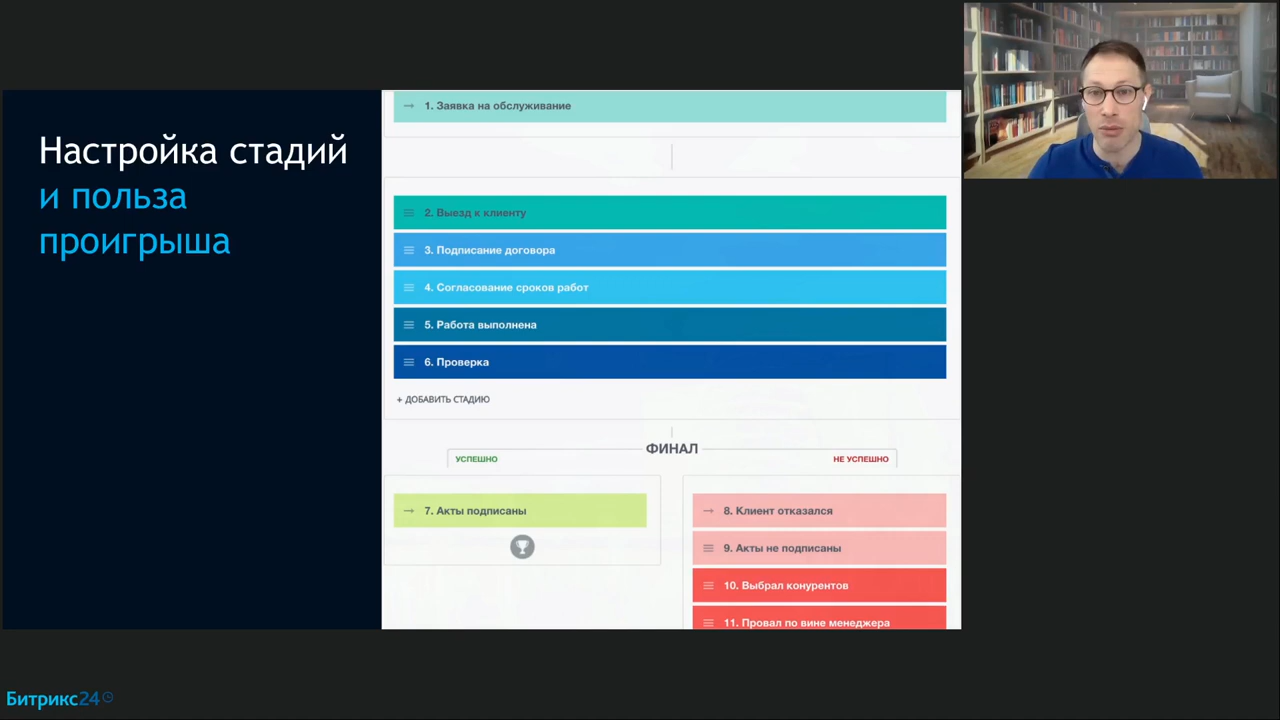 Настройка стадий
и польза
проигрыша
1. Заявка на обслуживание
2. Выезд к клиенту
3. Подписание договора
4. Согласование сроков работ
5. Работа выполнена
6. Проверка
+ ДОБАВИТЬ СТАДИЮ
ФИНАЛ
УСПЕШНО
НЕ УСПЕШНО
7. Акты подписаны
8. Клиент отказался
9. Акты не подписаны
10. Выбрал конурентов
11. Провал по вине менеджера
Битрикс24